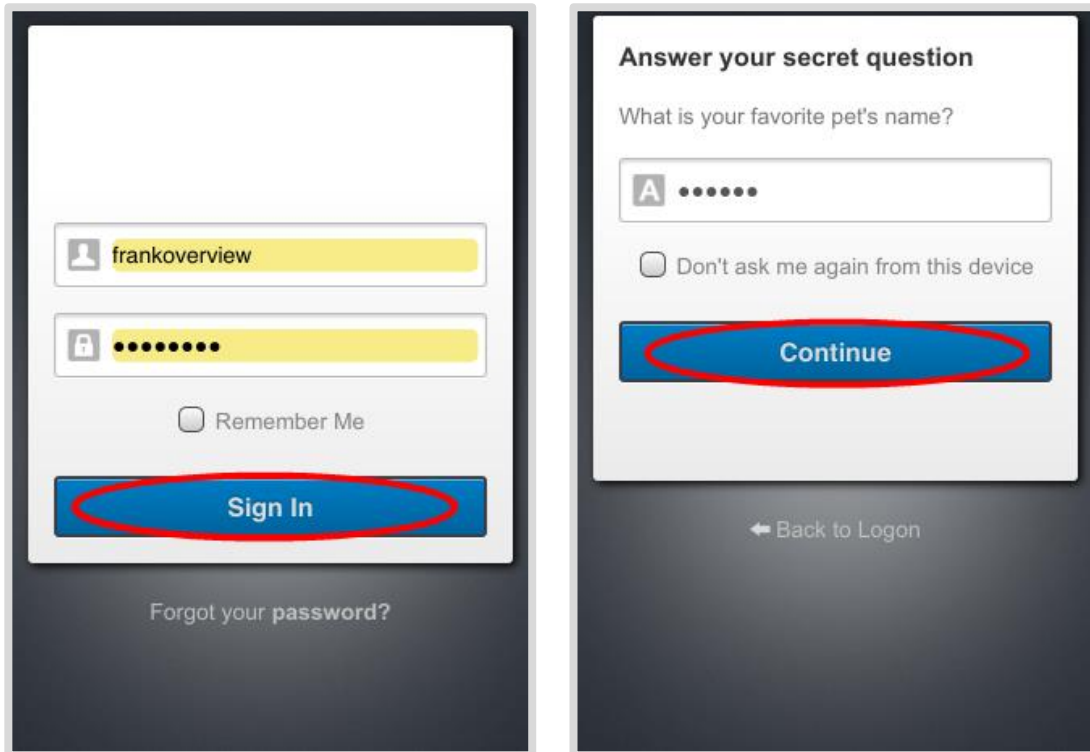 frankoverview
••••••••
Remember Me
Sign In
Forgot your password?
Answer your secret question
What is your favorite pet's name?
A ••••••
Don't ask me again from this device
Continue
Back to Logon